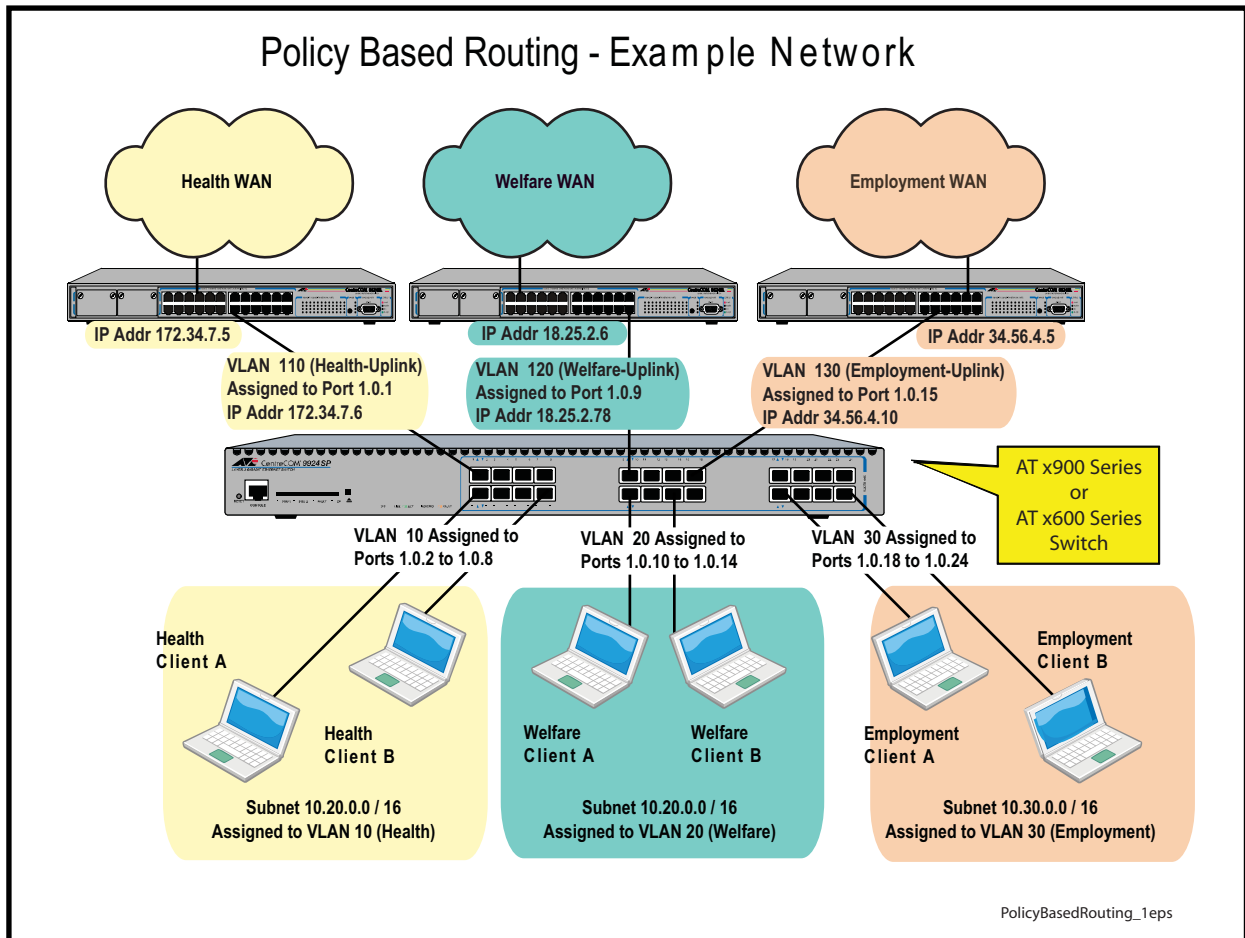 Policy Based Routing - Example Network
Health WAN
Welfare WAN
Employment WAN
IP Addr 172.34.7.5
IP Addr 18.25.2.6
IP Addr 34.56.4.5
VLAN 110 (Health-Uplink)
Assigned to Port 1.0.1
IP Addr 172.34.7.6
VLAN 120 (Welfare-Uplink)
Assigned to Port 1.0.9
IP Addr 18.25.2.78
VLAN 130 (Employment-Uplink)
Assigned to Port 1.0.15
IP Addr 34.56.4.10
CentreCOM 9924SP
CONSOLE
AT x900 Series
or
AT x600 Series
Switch
VLAN 10 Assigned to
Ports 1.0.2 to 1.0.8
VLAN 20 Assigned to
Ports 1.0.10 to 1.0.14
VLAN 30 Assigned to
Ports 1.0.18 to 1.0.24
Health
Client A
Health
Client B
Welfare
Client A
Welfare
Client B
Employment
Client A
Employment
Client B
Subnet 10.20.0.0 / 16
Assigned to VLAN 10 (Health)
Subnet 10.20.0.0 / 16
Assigned to VLAN 20 (Welfare)
Subnet 10.30.0.0 / 16
Assigned to VLAN 30 (Employment)
PolicyBasedRouting_1eps